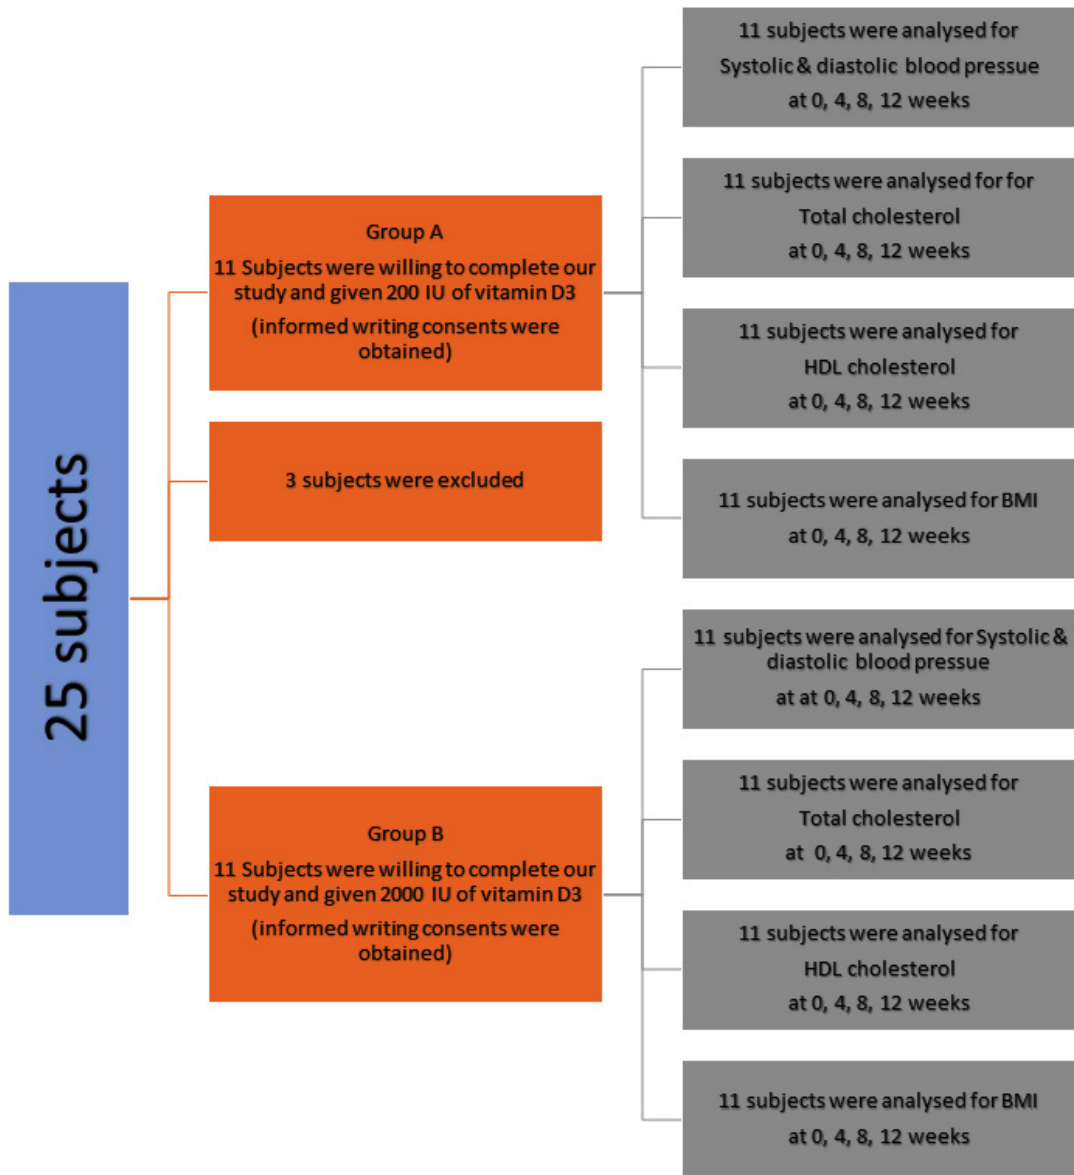 25 subjects
Group A
11 Subjects were willing to complete our
study and given 200 IU of vitamin D3
(informed writing consents were
obtained)
3 subjects were excluded
Group B
11 Subjects were willing to complete our
study and given 2000 IU of vitamin D3
(informed writing consents were
obtained)
11 subjects were analysed for
Systolic & diastolic blood pressue
at 0, 4, 8, 12 weeks
11 subjects were analysed for for
Total cholesterol
at 0, 4, 8, 12 weeks
11 subjects were analysed for
HDL cholesterol
at 0, 4, 8, 12 weeks
11 subjects were analysed for BMI
at 0, 4, 8, 12 weeks
11 subjects were analysed for Systolic &
diastolic blood pressue
at at 0, 4, 8, 12 weeks
11 subjects were analysed for
Total cholesterol
at 0, 4, 8, 12 weeks
11 subjects were analysed for
HDL cholesterol
at 0, 4, 8, 12 weeks
11 subjects were analysed for BMI
at 0, 4, 8, 12 weeks